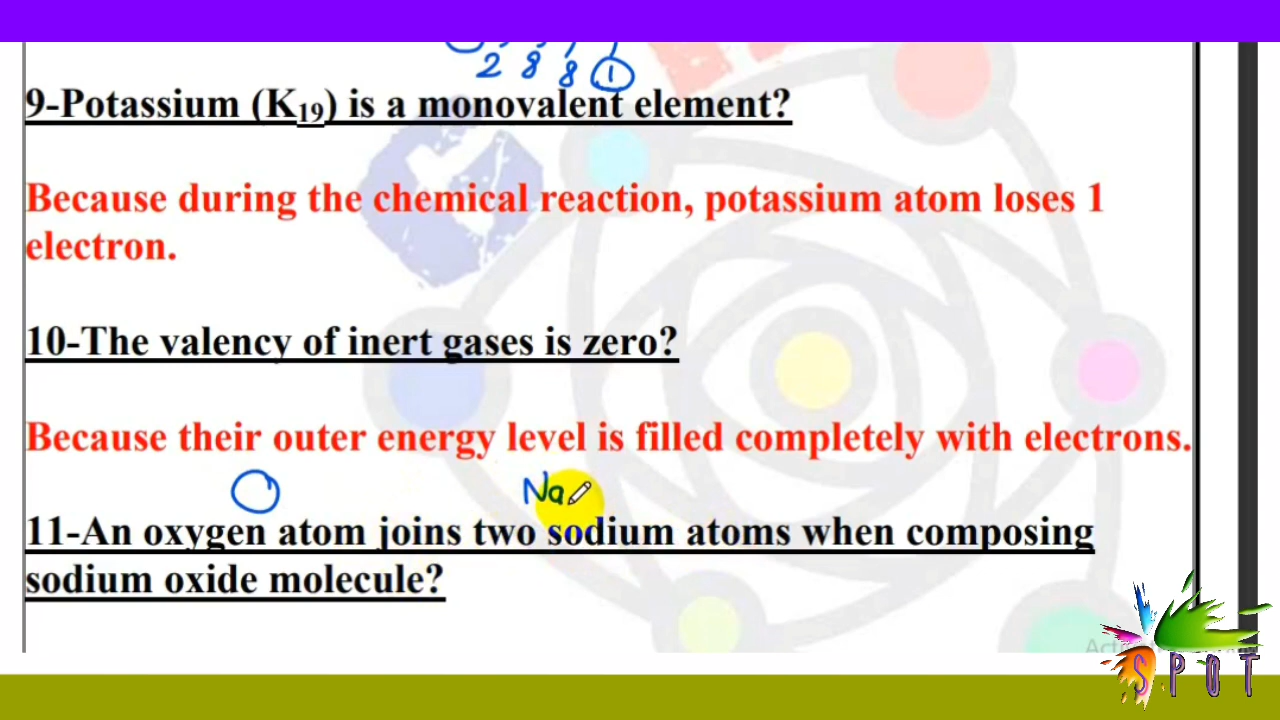 2 8 8 1
9-Potassium (K19) is a monovalent element?
Because during the chemical reaction, potassium atom loses 1
electron.
10-The valency of inert gases is zero?
Because their outer energy level is filled completely with electrons.
O Na
11-An oxygen atom joins two sodium atoms when composing
sodium oxide molecule?
SPOT